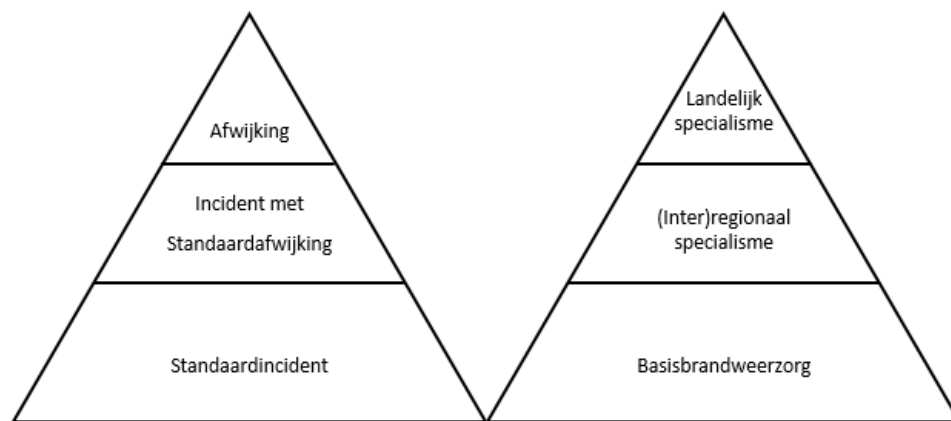 Afwijking
Incident met
Standaardafwijking
Standaardincident
Landelijk
specialisme
(Inter)regionaal
specialisme
Basisbrandweerzorg